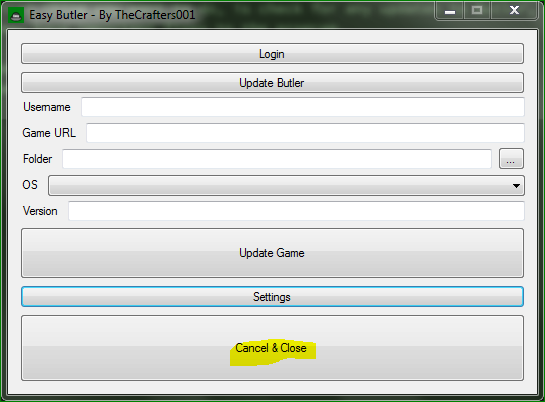 Easy Butler - By TheCrafters001
Login
Update Butler
Username
Game URL
Folder
...
OS
Version
Update Game
Settings
Cancel & Close